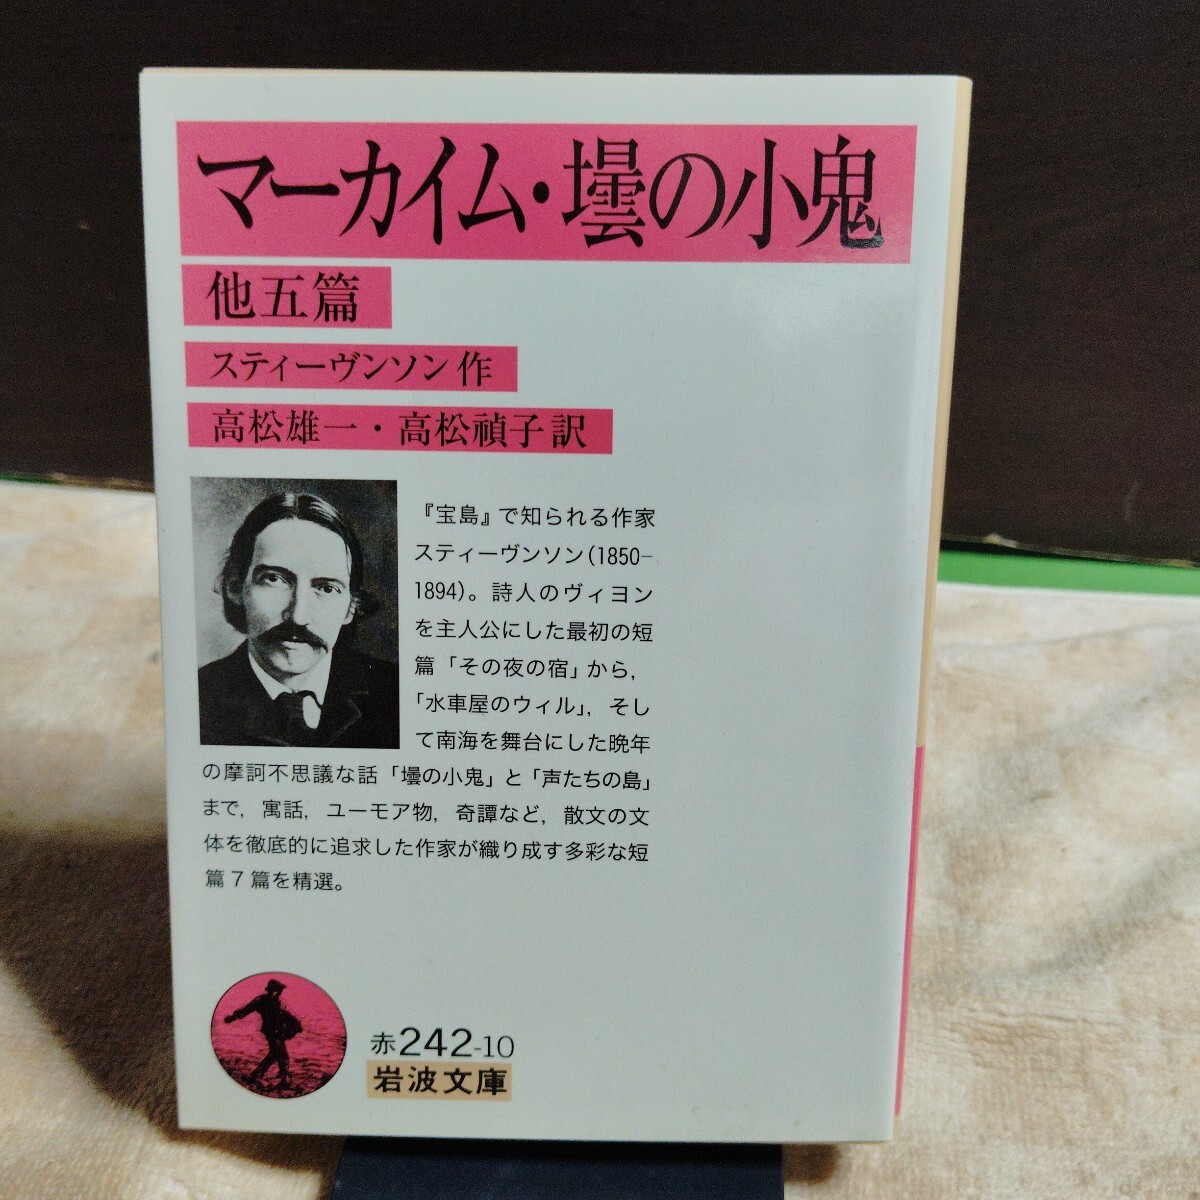 マーカイム・壜の小鬼
他五篇
スティーヴンソン作
高松雄一・高松禎子訳
『宝島』で知られる作家
スティーヴンソン(1850–
1894)。詩人のヴィヨン
を主人公にした最初の短
篇「その夜の宿」から,
「水車屋のウィル」, そし
て南海を舞台にした晩年
の摩訶不思議な話「壜の小鬼」と「声たちの島」
まで, 寓話, ユーモア物, 奇譚など, 散文の文
体を徹底的に追求した作家が織り成す多彩な短
篇7篇を精選。
赤242-10
岩波文庫